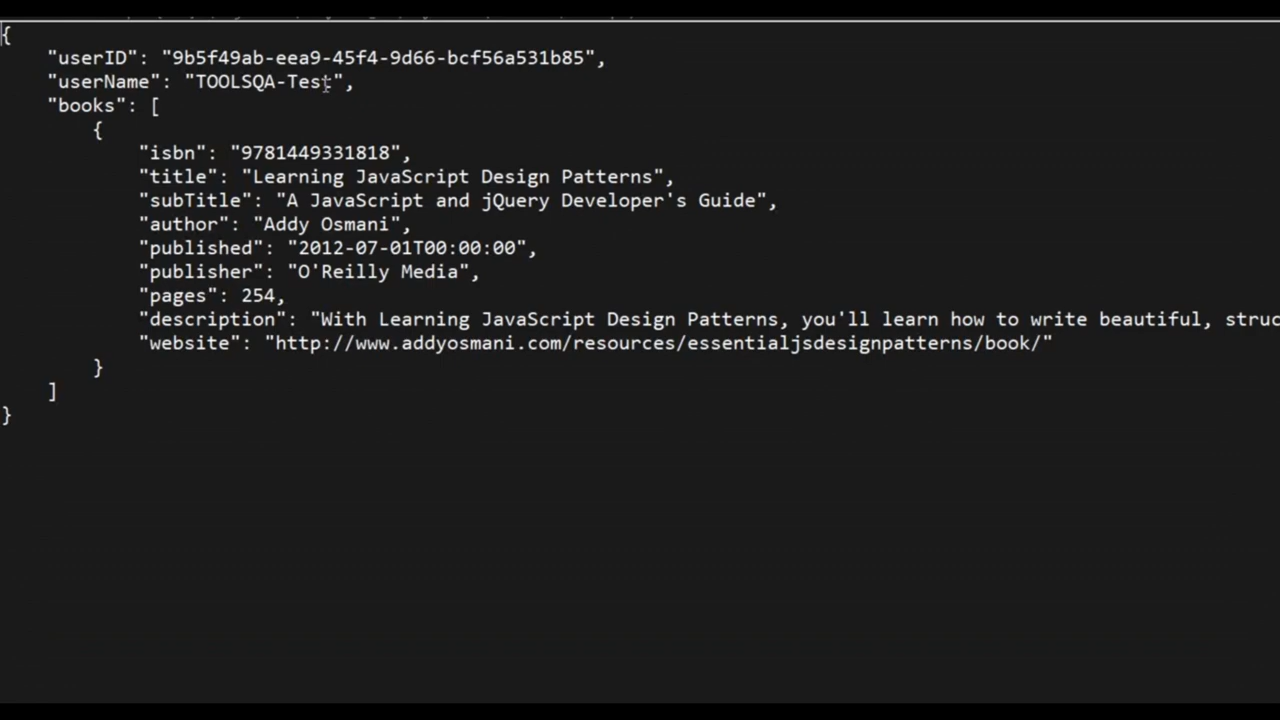 {
"userID": "9b5f49ab-eea9-45f4-9d66-bcf56a531b85",
"userName": "TOOLSQA-Test",
"books": [
{
"isbn": "9781449331818",
"title": "Learning JavaScript Design Patterns",
"subTitle": "A JavaScript and jQuery Developer's Guide",
"author": "Addy Osmani",
"published": "2012-07-01T00:00:00",
"publisher": "O'Reilly Media",
"pages": 254,
"description": "With Learning JavaScript Design Patterns, you'll learn how to write beautiful, struc
"website": "http://www.addyosmani.com/resources/essentialjsdesignpatterns/book/"
}
]
}